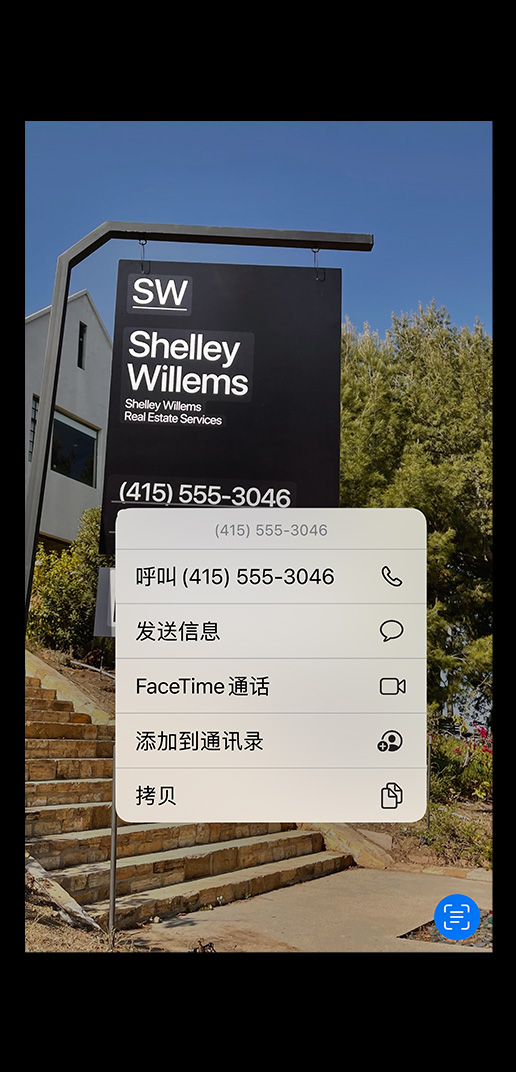 SW
Shelley
Willems
Shelley Willems
Real Estate Services
(415) 555-3046
(415) 555-3046
呼叫 (415) 555-3046
发送信息
FaceTime 通话
添加到通讯录
拷贝